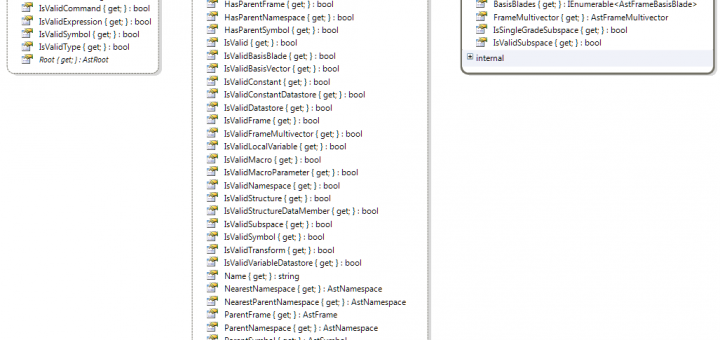 IsValidCommand { get; } : bool
IsValidExpression { get; } : bool
IsValidSymbol { get; } : bool
IsValidType { get; } : bool
Root { get; } : AstRoot
HasParentFrame { get; } : bool
HasParentNamespace { get; } : bool
HasParentSymbol { get; } : bool
IsValid { get; } : bool
IsValidBasisBlade { get; } : bool
IsValidBasisVector { get; } : bool
IsValidConstant { get; } : bool
IsValidConstantDatastore { get; } : bool
IsValidDatastore { get; } : bool
IsValidFrame { get; } : bool
IsValidFrameMultivector { get; } : bool
IsValidLocalVariable { get; } : bool
IsValidMacro { get; } : bool
IsValidMacroParameter { get; } : bool
IsValidNamespace { get; } : bool
IsValidStructure { get; } : bool
IsValidStructureDataMember { get; } : bool
IsValidSubspace { get; } : bool
IsValidSymbol { get; } : bool
IsValidTransform { get; } : bool
IsValidVariableDatastore { get; } : bool
Name { get; } : string
NearestNamespace { get; } : AstNamespace
NearestParentNamespace { get; } : AstNamespace
ParentFrame { get; } : AstFrame
ParentNamespace { get; } : AstNamespace
ParentSymbol { get; } : AstSymbol
BasisBlades { get; } : IEnumerable<AstFrameBasisBlade>
FrameMultivector { get; } : AstFrameMultivector
IsSingleGradeSubspace { get; } : bool
IsValidSubspace { get; } : bool
internal